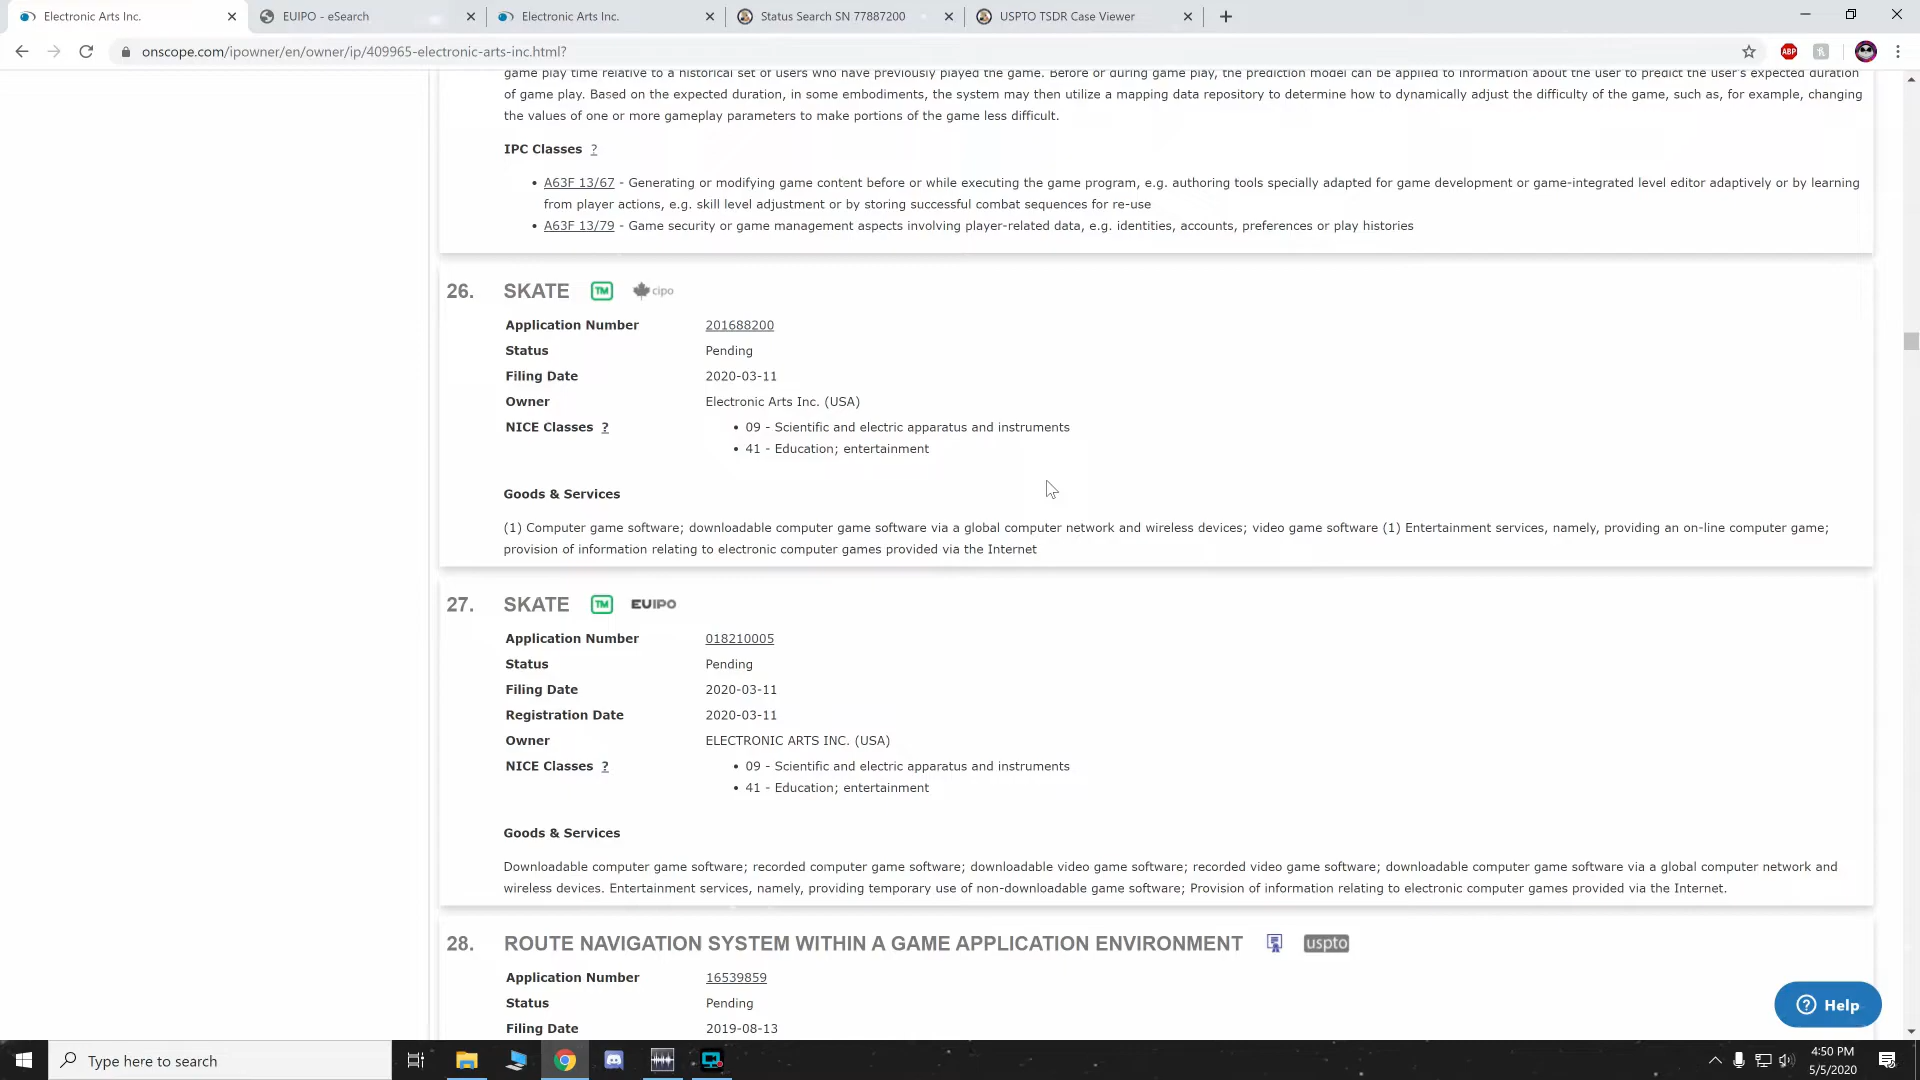 Electronic Arts Inc.
EUIPO - eSearch
Electronic Arts Inc.
Status Search SN 77887200
USPTO TSDR Case Viewer
onscope.com/ipowner/en/owner/ip/409965-electronic-arts-inc.html?
ABP
game play time relative to a historical set of users who have previously played the game. Before or during game play, the prediction model can be applied to information about the user to predict the user's expected duration
of game play. Based on the expected duration, in some embodiments, the system may then utilize a mapping data repository to determine how to dynamically adjust the difficulty of the game, such as, for example, changing
the values of one or more gameplay parameters to make portions of the game less difficult.
IPC Classes ?
• A63F 13/67 - Generating or modifying game content before or while executing the game program, e.g. authoring tools specially adapted for game development or game-integrated level editor adaptively or by learning
from player actions, e.g. skill level adjustment or by storing successful combat sequences for re-use
• A63F 13/79 - Game security or game management aspects involving player-related data, e.g. identities, accounts, preferences or play histories
26. SKATE TM cipo
Application Number 201688200
Status Pending
Filing Date 2020-03-11
Owner Electronic Arts Inc. (USA)
NICE Classes ? • 09 - Scientific and electric apparatus and instruments
• 41 - Education; entertainment
Goods & Services
(1) Computer game software; downloadable computer game software via a global computer network and wireless devices; video game software (1) Entertainment services, namely, providing an on-line computer game;
provision of information relating to electronic computer games provided via the Internet
27. SKATE TM EUIPO
Application Number 018210005
Status Pending
Filing Date 2020-03-11
Registration Date 2020-03-11
Owner ELECTRONIC ARTS INC. (USA)
NICE Classes ? • 09 - Scientific and electric apparatus and instruments
• 41 - Education; entertainment
Goods & Services
Downloadable computer game software; recorded computer game software; downloadable video game software; recorded video game software; downloadable computer game software via a global computer network and
wireless devices. Entertainment services, namely, providing temporary use of non-downloadable game software; Provision of information relating to electronic computer games provided via the Internet.
28. ROUTE NAVIGATION SYSTEM WITHIN A GAME APPLICATION ENVIRONMENT uspto
Application Number 16539859
Status Pending
Filing Date 2019-08-13
? Help
Type here to search
4:50 PM
5/5/2020